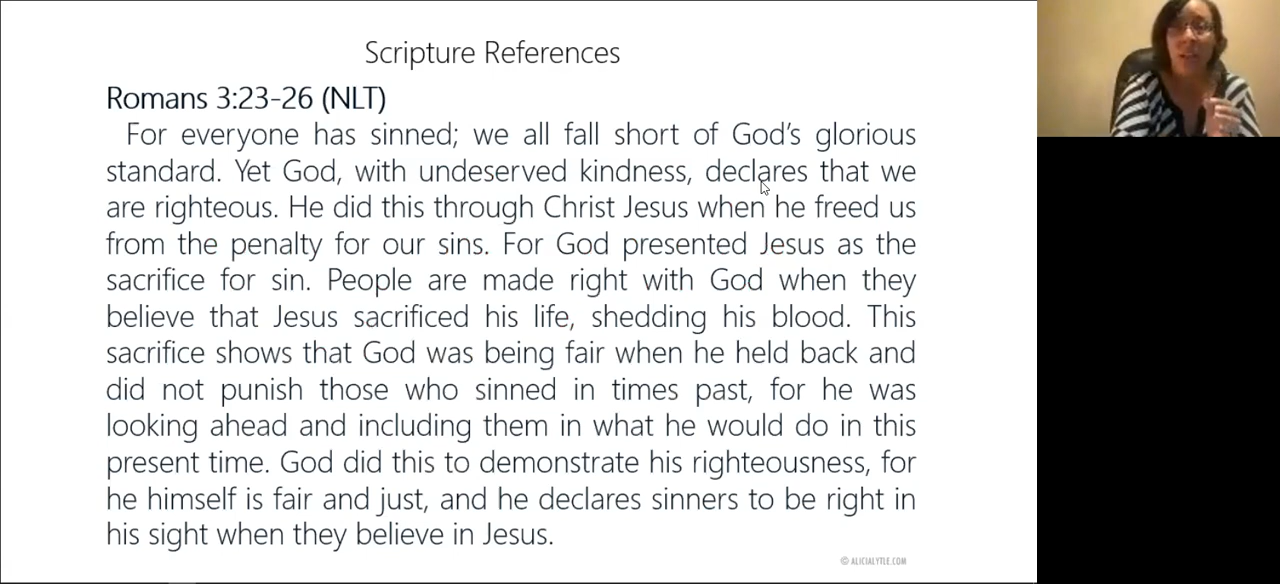 Scripture References
Romans 3:23-26 (NLT)
For everyone has sinned; we all fall short of God's glorious
standard. Yet God, with undeserved kindness, declares that we
are righteous. He did this through Christ Jesus when he freed us
from the penalty for our sins. For God presented Jesus as the
sacrifice for sin. People are made right with God when they
believe that Jesus sacrificed his life, shedding his blood. This
sacrifice shows that God was being fair when he held back and
did not punish those who sinned in times past, for he was
looking ahead and including them in what he would do in this
present time. God did this to demonstrate his righteousness, for
he himself is fair and just, and he declares sinners to be right in
his sight when they believe in Jesus.
© ALICIALYTLE.COM